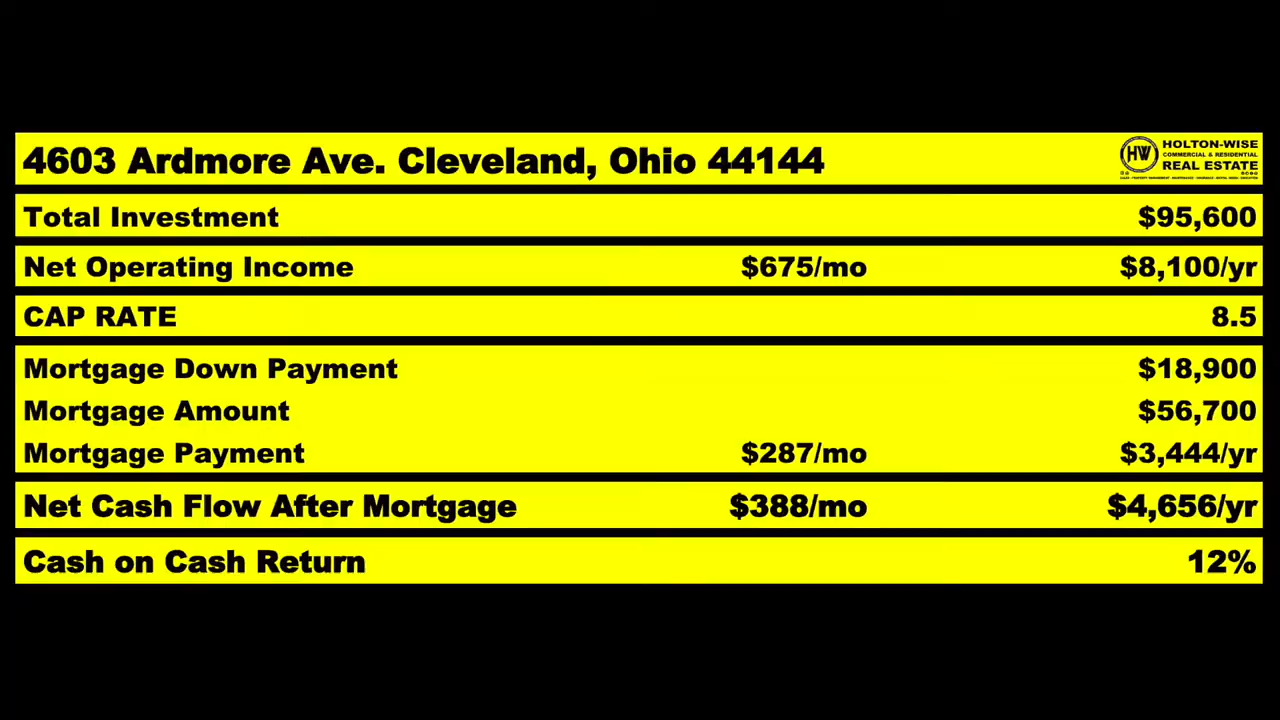 4603 Ardmore Ave. Cleveland, Ohio 44144
HW
HOLTON-WISE
COMMERCIAL & RESIDENTIAL
REAL ESTATE
Total Investment $95,600
Net Operating Income $675/mo $8,100/yr
CAP RATE 8.5
Mortgage Down Payment $18,900
Mortgage Amount $56,700
Mortgage Payment $287/mo $3,444/yr
Net Cash Flow After Mortgage $388/mo $4,656/yr
Cash on Cash Return 12%